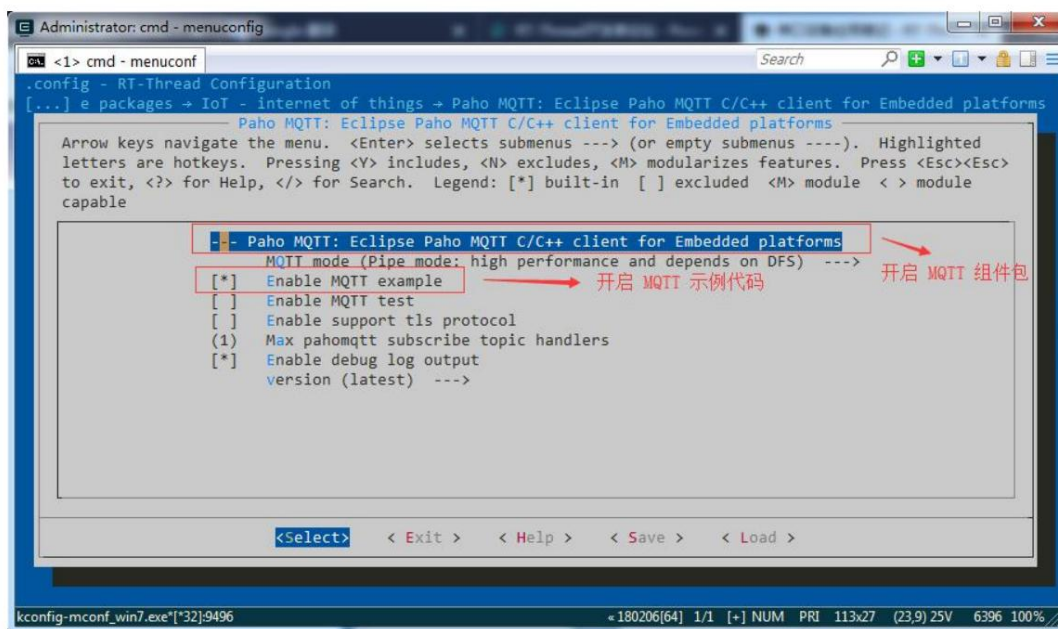 Administrator: cmd - menuconfig
<1> cmd - menuconf
Search
.config - RT-Thread Configuration
[...] e packages → IoT - internet of things → Paho MQTT: Eclipse Paho MQTT C/C++ client for Embedded platforms
Paho MQTT: Eclipse Paho MQTT C/C++ client for Embedded platforms
Arrow keys navigate the menu. <Enter> selects submenus ---> (or empty submenus ----). Highlighted
letters are hotkeys. Pressing <Y> includes, <N> excludes, <M> modularizes features. Press <Esc><Esc>
to exit, <?> for Help, </> for Search. Legend: [*] built-in [ ] excluded <M> module < > module
capable
--- Paho MQTT: Eclipse Paho MQTT C/C++ client for Embedded platforms
MQTT mode (Pipe mode: high performance and depends on DFS) --->
开启 MQTT 组件包
[*] Enable MQTT example
开启 MQTT 示例代码
[ ] Enable MQTT test
[ ] Enable support tls protocol
(1) Max pahomqtt subscribe topic handlers
[*] Enable debug log output
version (latest) --->
<Select> < Exit > < Help > < Save > < Load >
kconfig-mconf_win7.exe*[*32]:9496 « 180206[64] 1/1 [+] NUM PRI 113x27 (23,9) 25V 6396 100%